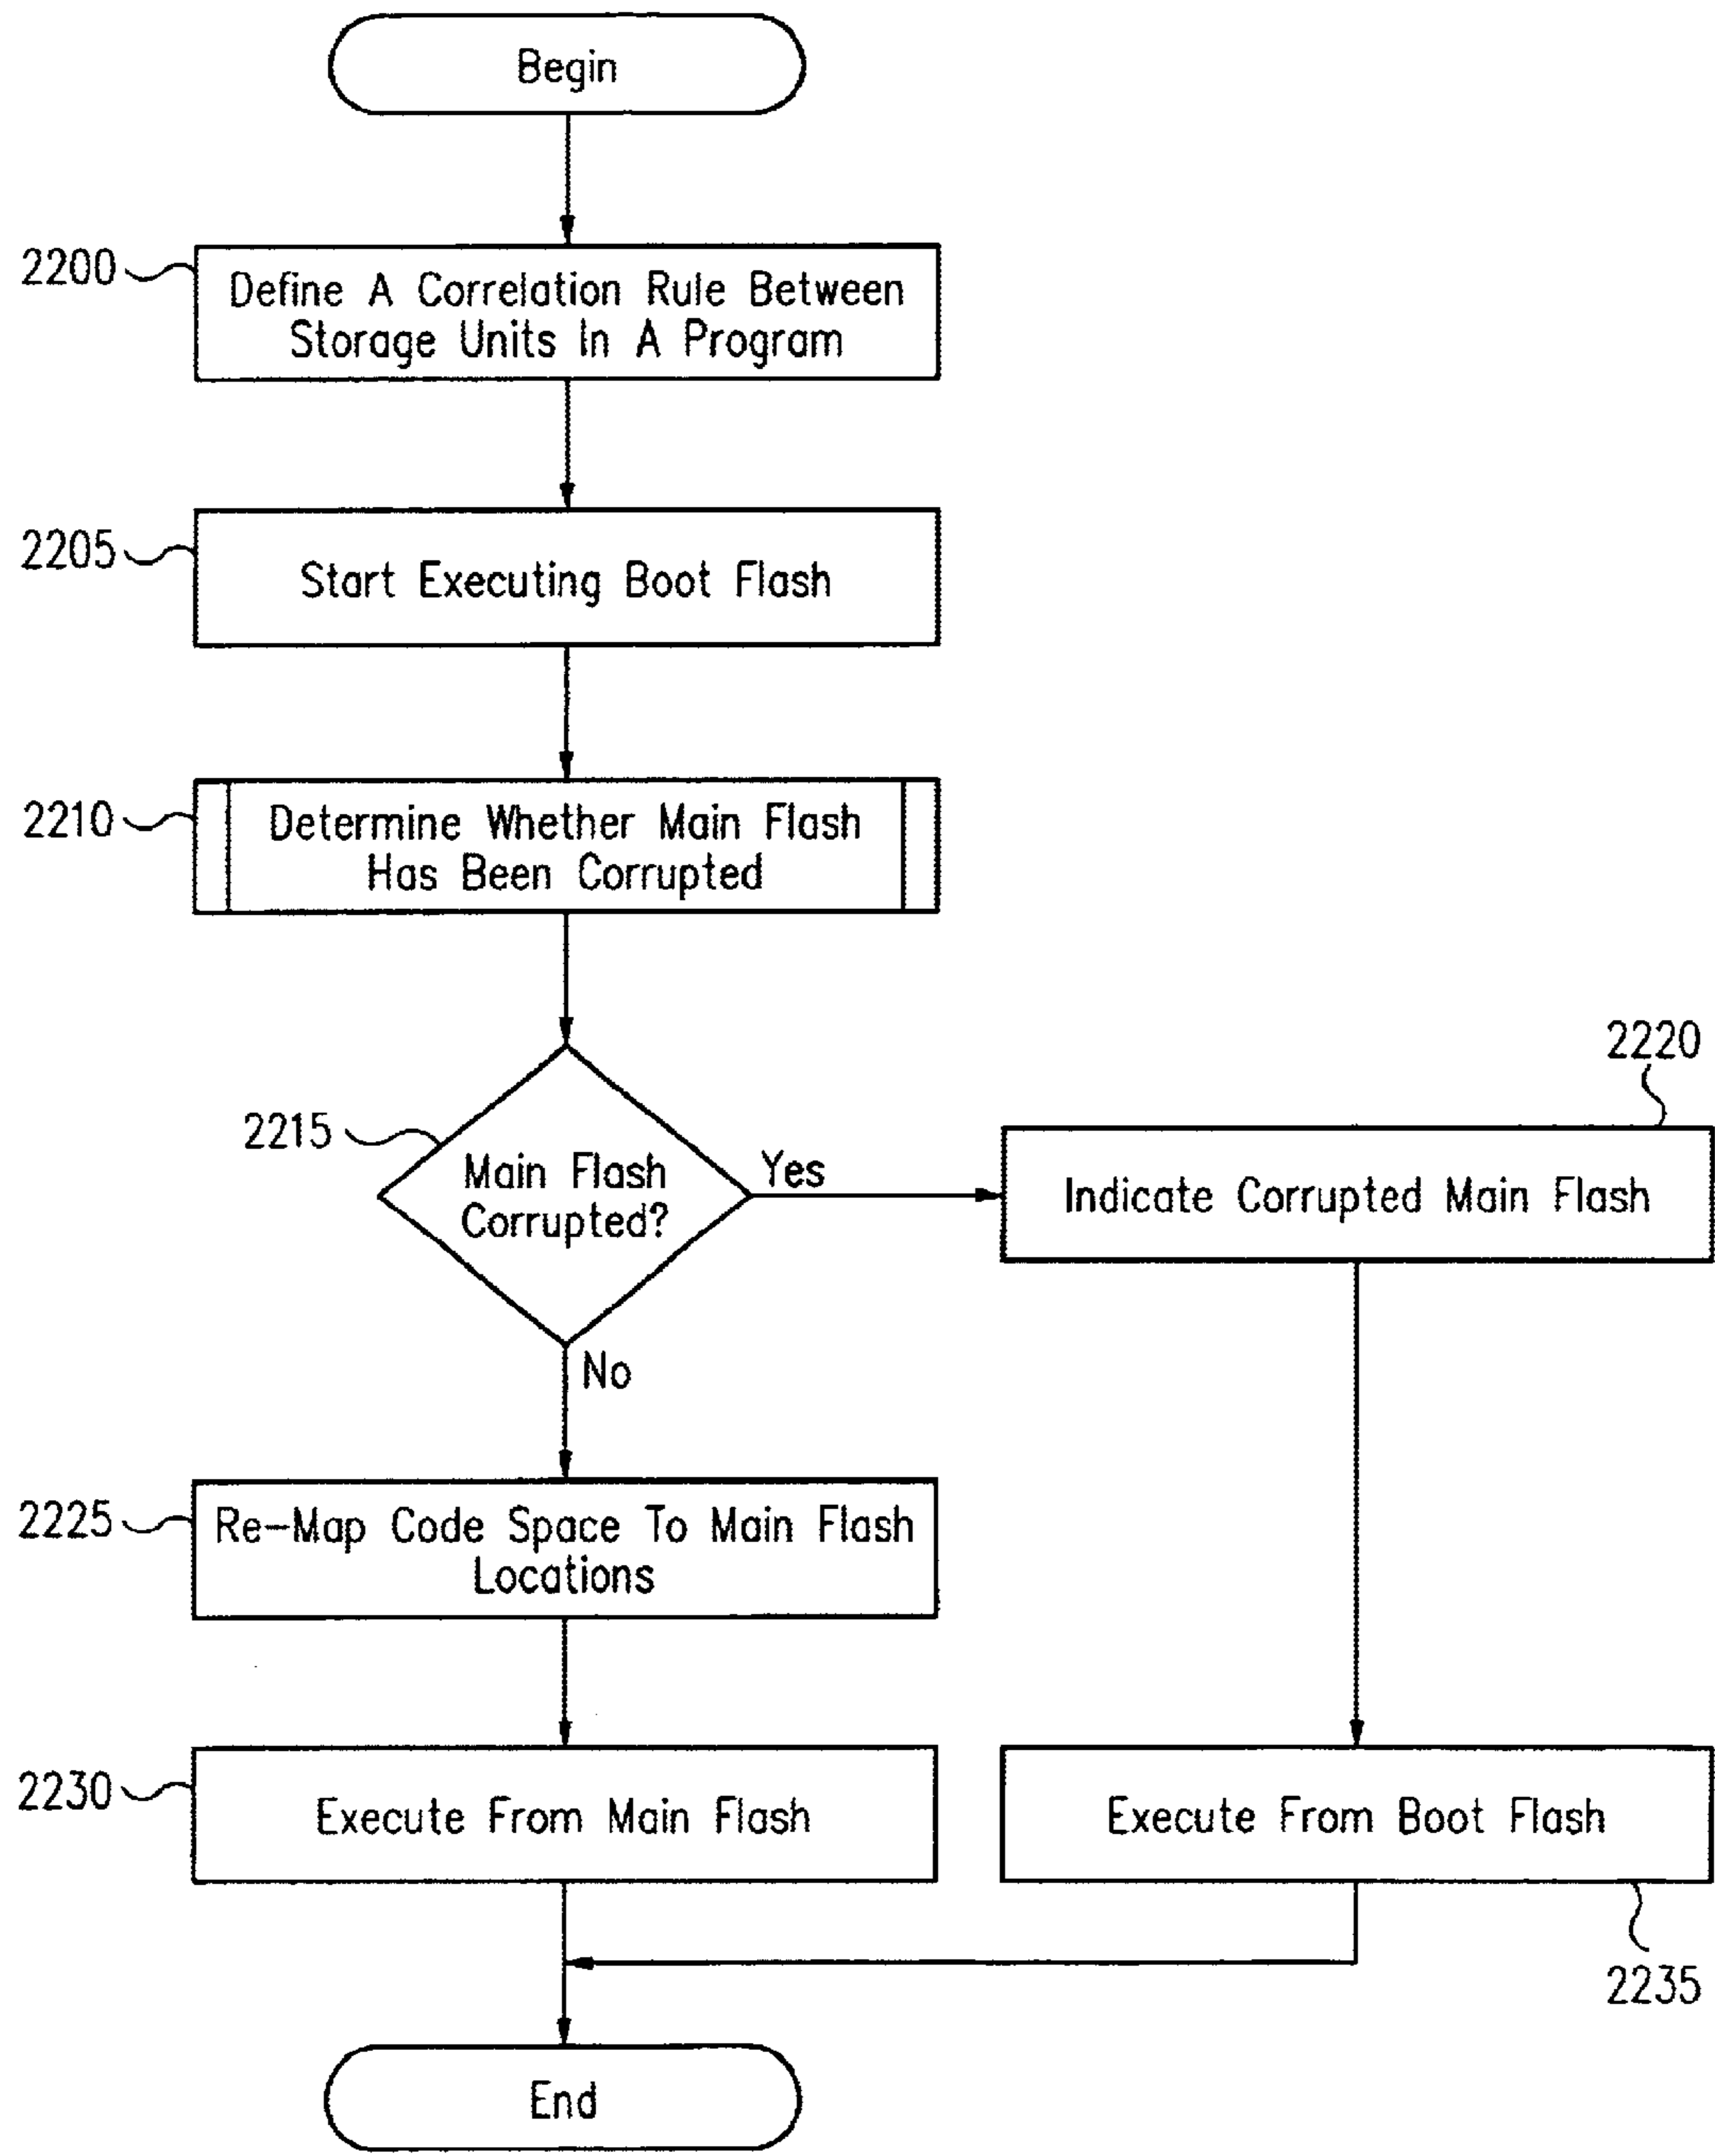 Begin
2200
Define A Correlation Rule Between
Storage Units In A Program
2205
Start Executing Boot Flash
2210
Determine Whether Main Flash
Has Been Corrupted
2215
Main Flash
Corrupted?
Yes
2220
Indicate Corrupted Main Flash
No
2225
Re-Map Code Space To Main Flash
Locations
2230
Execute From Main Flash
Execute From Boot Flash
2235
End